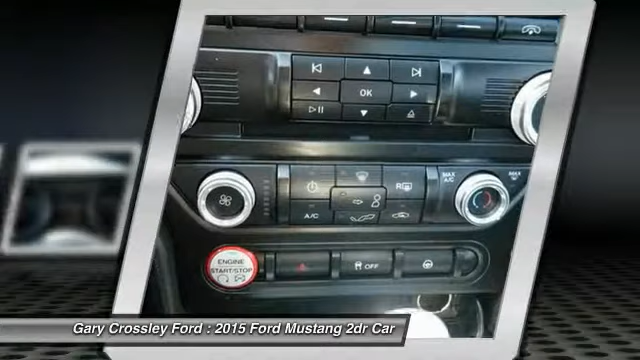 OK
MAX
A/C
MAX
R
A/C
ENGINE
START/STOP
OFF
Gary Crossley Ford : 2015 Ford Mustang 2dr Car